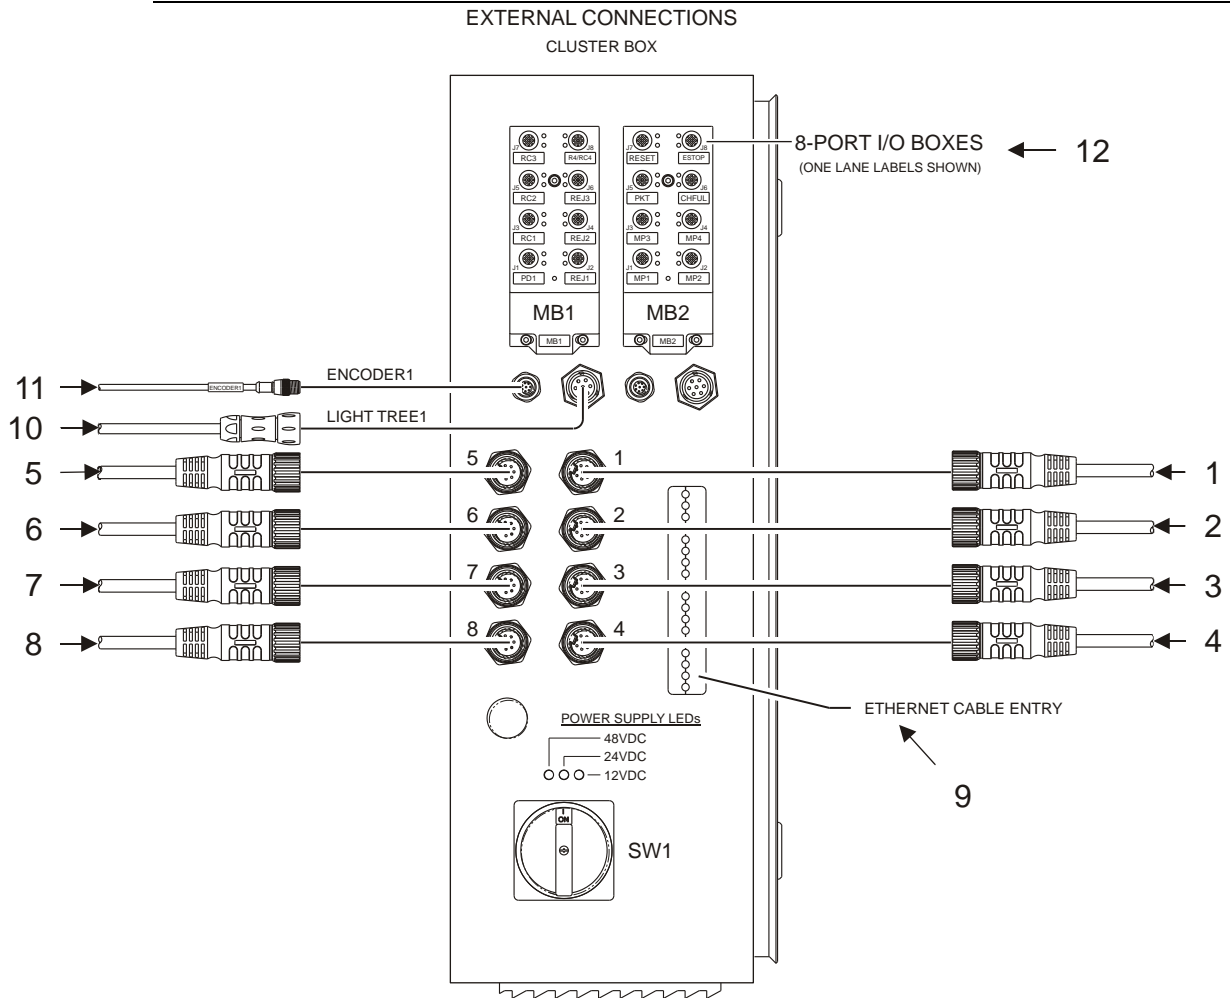 EXTERNAL CONNECTIONS
CLUSTER BOX
J7 J8 J7 J8
RC3 R4/RC4 RESET ESTOP
8-PORT I/O BOXES 12
(ONE LANE LABELS SHOWN)
J5 J6 J5 J6
RC2 REJ3 PKT CHFUL
J3 J4 J3 J4
RC1 REJ2 MP3 MP4
J1 J2 J1 J2
PD1 REJ1 MP1 MP2
MB1 MB2
MB1 MB2
11 ENCODER1 ENCODER1
10 LIGHT TREE1
5 5 1 1
6 6 2 2
7 7 3 3
8 8 4 4
ETHERNET CABLE ENTRY
POWER SUPPLY LEDs
48VDC
24VDC
12VDC
9
I
ON
SW1